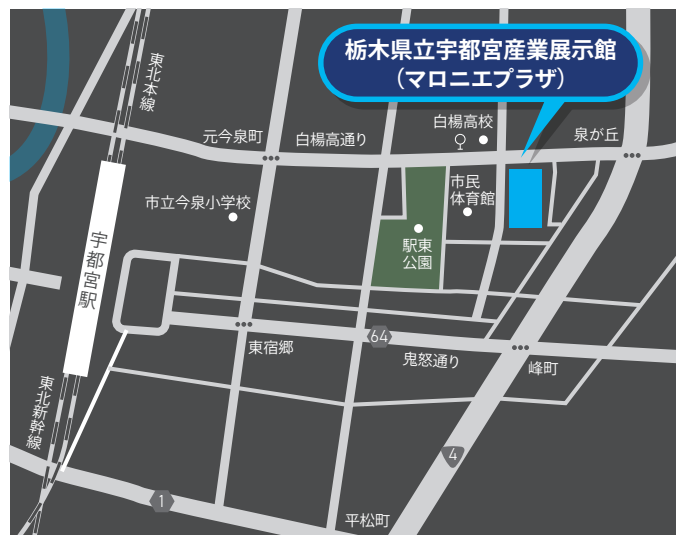 栃木県立宇都宮産業展示館
（マロニエプラザ）
東北本線
元今泉町
白楊高通り
白楊高校
泉が丘
市立今泉小学校
市民
体育館
駅東
公園
宇都宮駅
64
東宿郷
鬼怒通り
峰町
東北新幹線
4
1
平松町